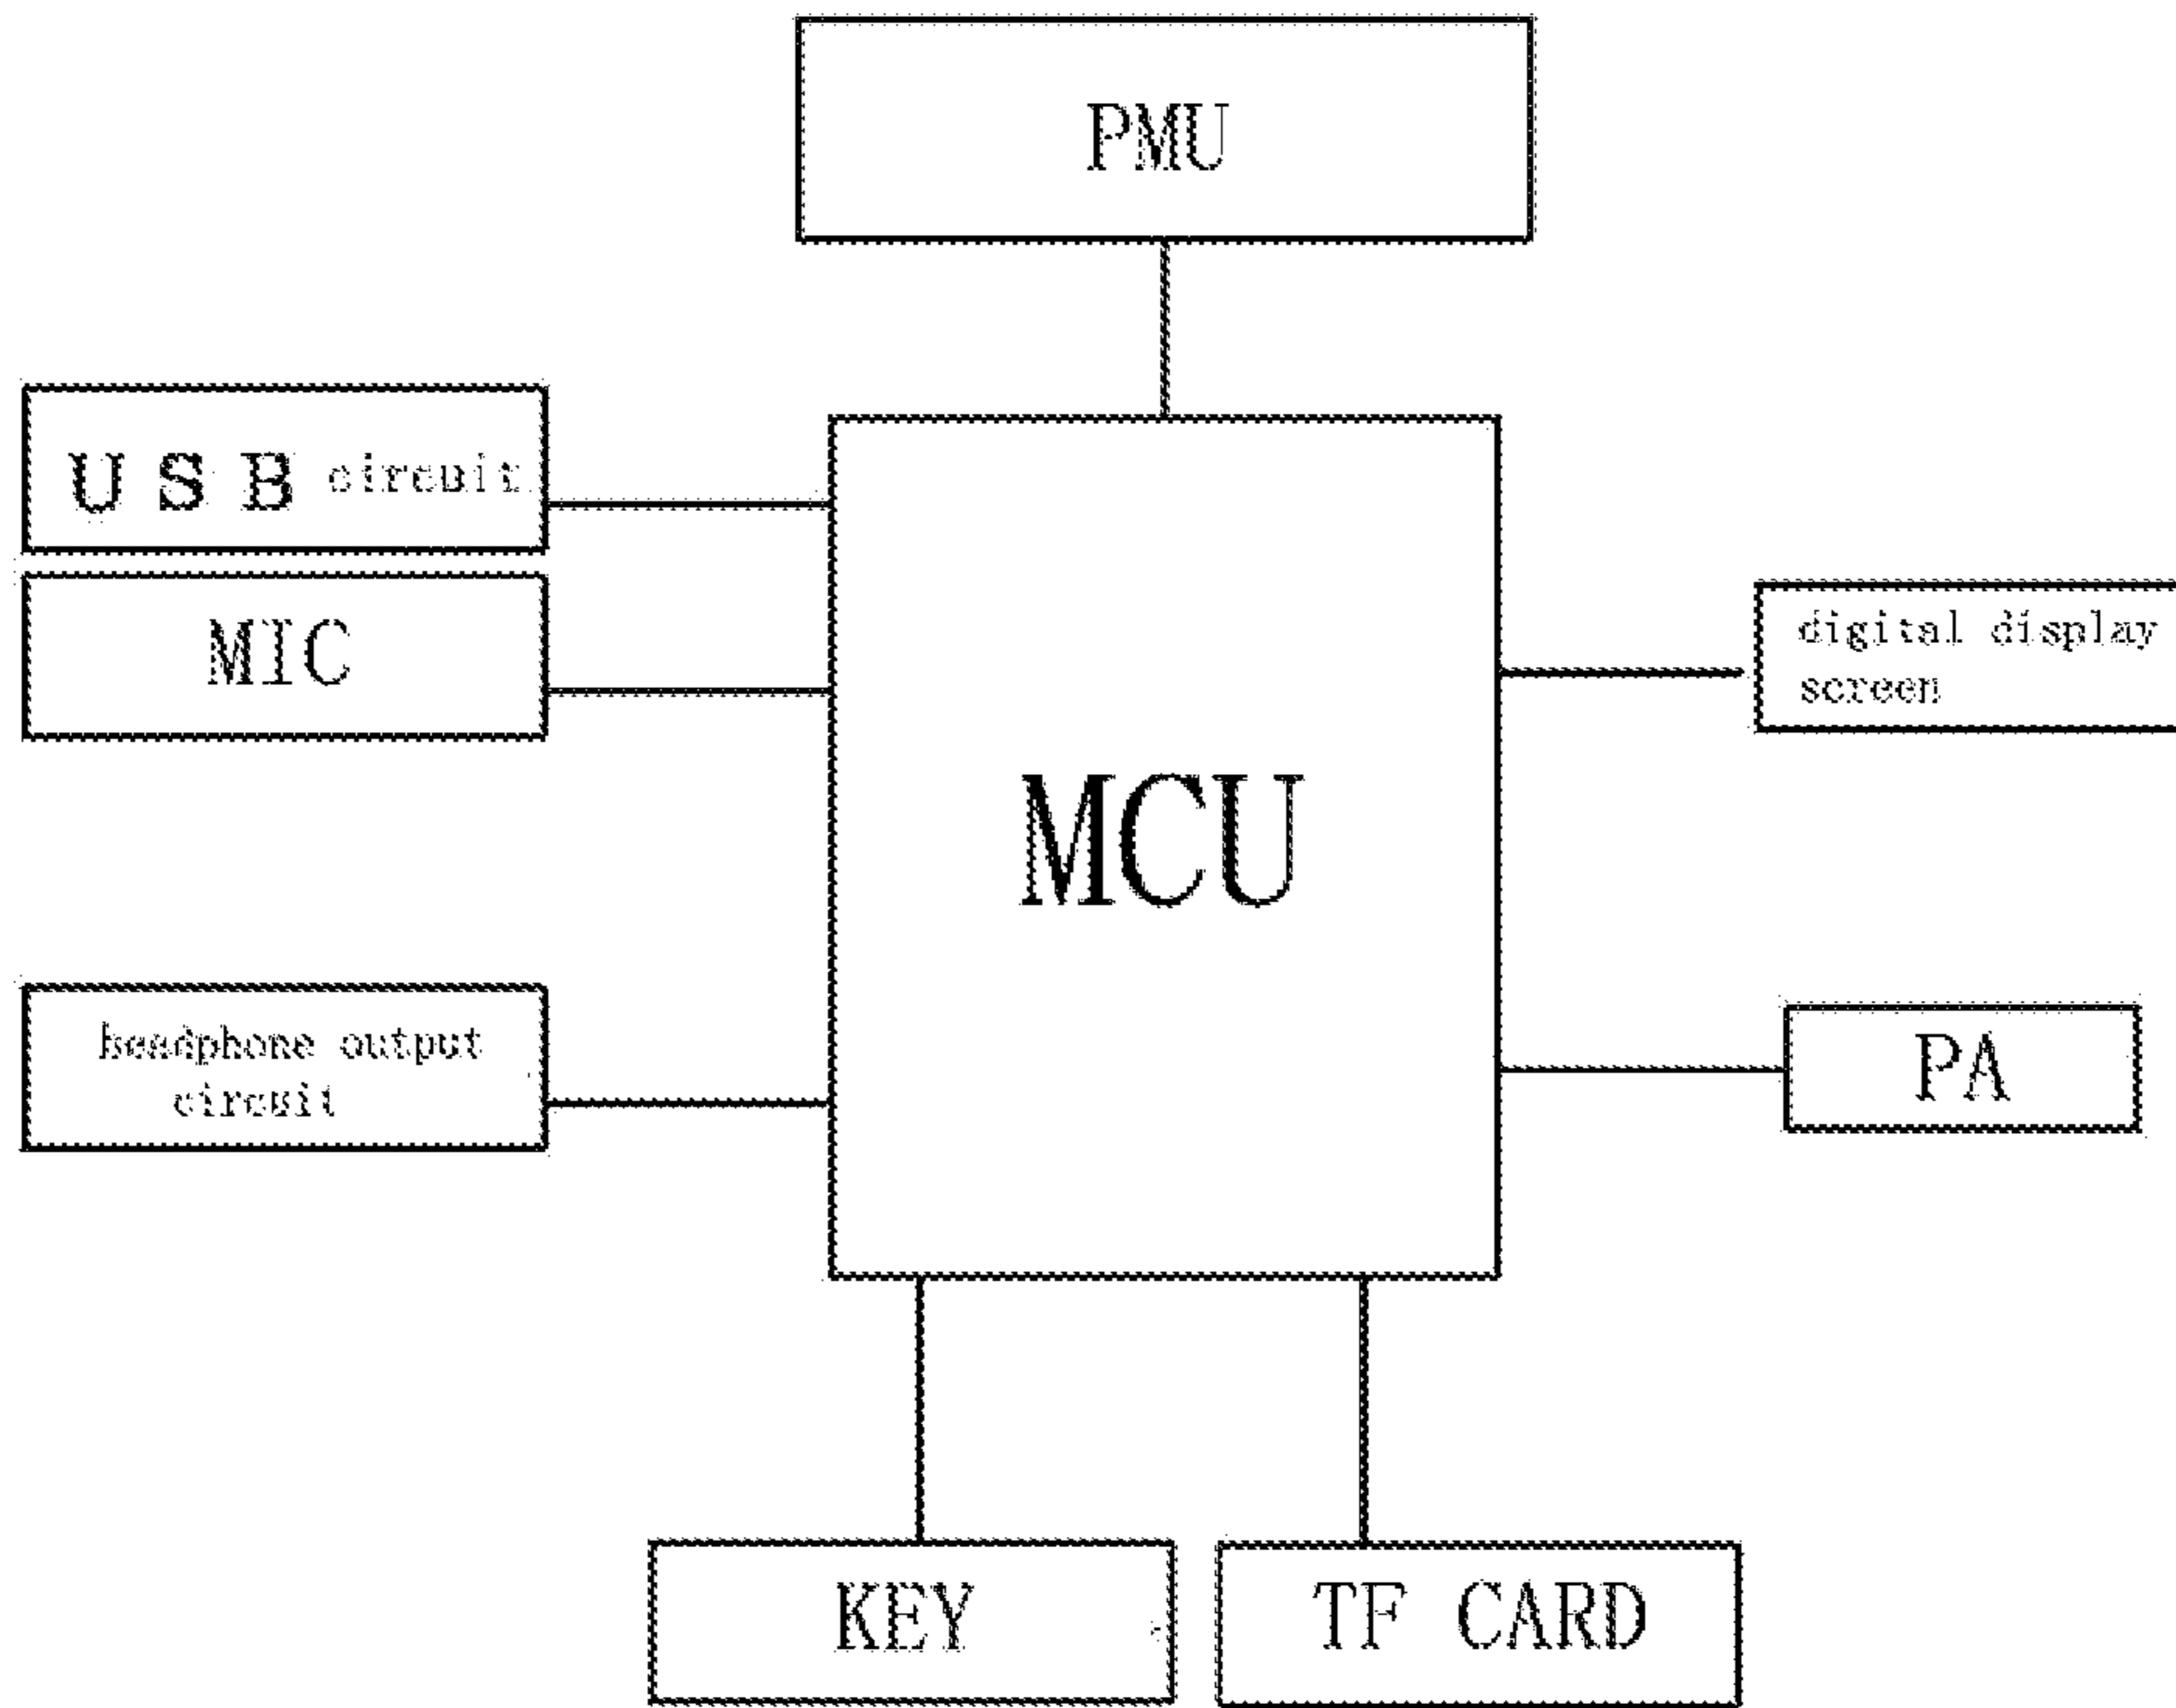 PMU
USB circuit
MIC
digital display
screen
MCU
headphone output
circuit
PA
KEY
TF CARD